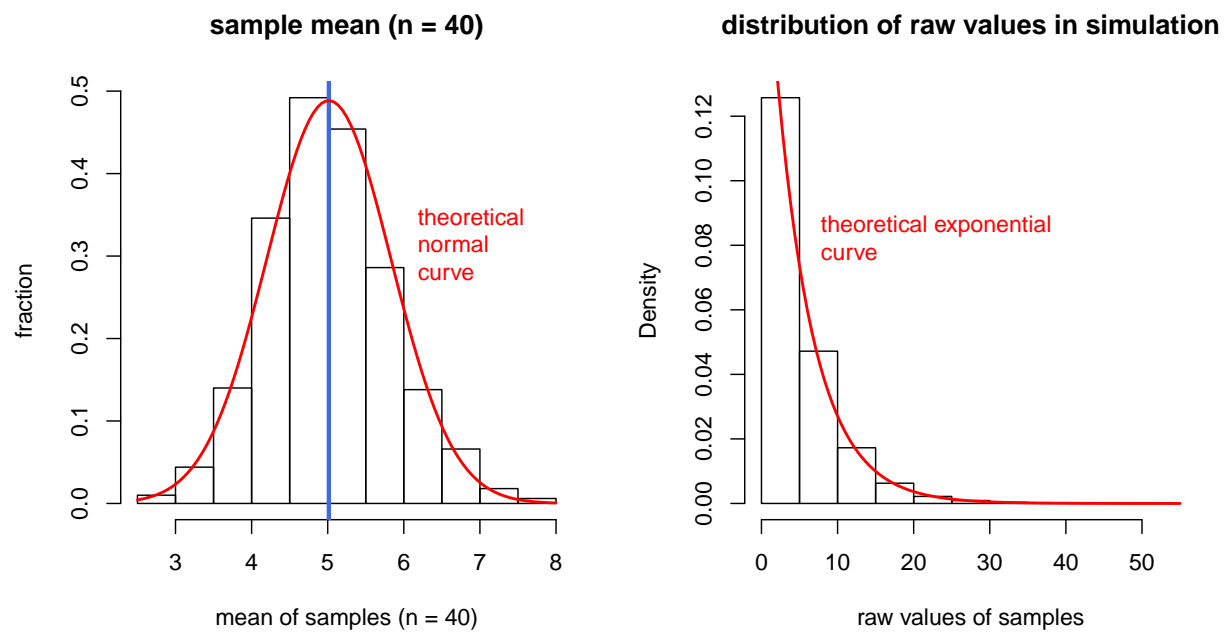 sample mean (n = 40)
fraction
0.0 0.1 0.2 0.3 0.4 0.5
theoretical
normal
curve
3 4 5 6 7 8
mean of samples (n = 40)
distribution of raw values in simulation
Density
0.00 0.02 0.04 0.06 0.08 0.10 0.12
theoretical exponential
curve
0 10 20 30 40 50
raw values of samples